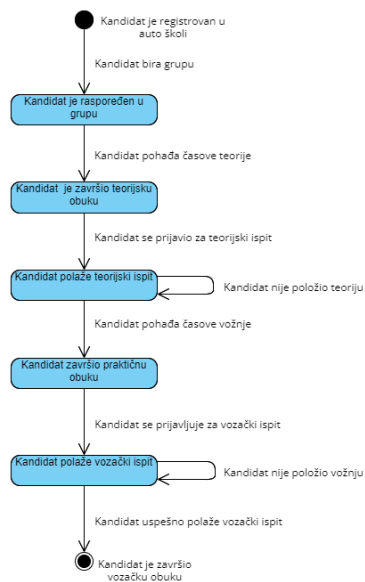 Kandidat je registrovan u
auto školi
Kandidat bira grupu
Kandidat je raspoređen u
grupu
Kandidat pohađa časove teorije
Kandidat je završio teorijsku
obuku
Kandidat se prijavio za teorijski ispit
Kandidat polaže teorijski ispit
Kandidat nije položio teoriju
Kandidat pohađa časove vožnje
Kandidat završio praktičnu
obuku
Kandidat se prijavljuje za vozački ispit
Kandidat polaže vozački ispit
Kandidat nije položio vožnju
Kandidat uspešno polaže vozački ispit
Kandidat je završio
vozačku obuku